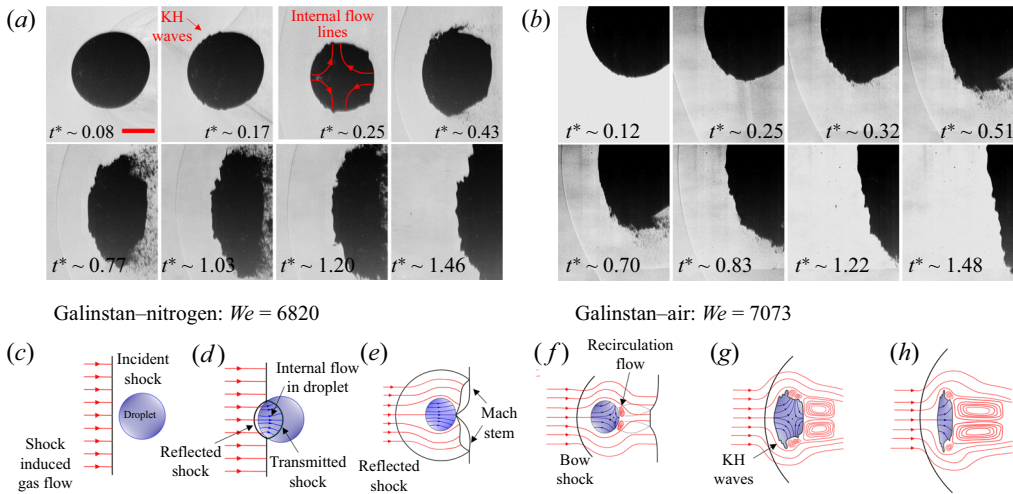 (a)
KH
waves
Internal flow
lines
t* ~ 0.08
t* ~ 0.17
t* ~ 0.25
t* ~ 0.43
t* ~ 0.77
t* ~ 1.03
t* ~ 1.20
t* ~ 1.46
Galinstan–nitrogen: We = 6820
(b)
t* ~ 0.12
t* ~ 0.25
t* ~ 0.32
t* ~ 0.51
t* ~ 0.70
t* ~ 0.83
t* ~ 1.22
t* ~ 1.48
Galinstan–air: We = 7073
(c)
Incident
shock
Droplet
Shock
induced
gas flow
(d)
Internal flow
in droplet
Reflected
shock
Transmitted
shock
(e)
Mach
stem
Reflected
shock
(f)
Recirculation
flow
Bow
shock
(g)
KH
waves
(h)